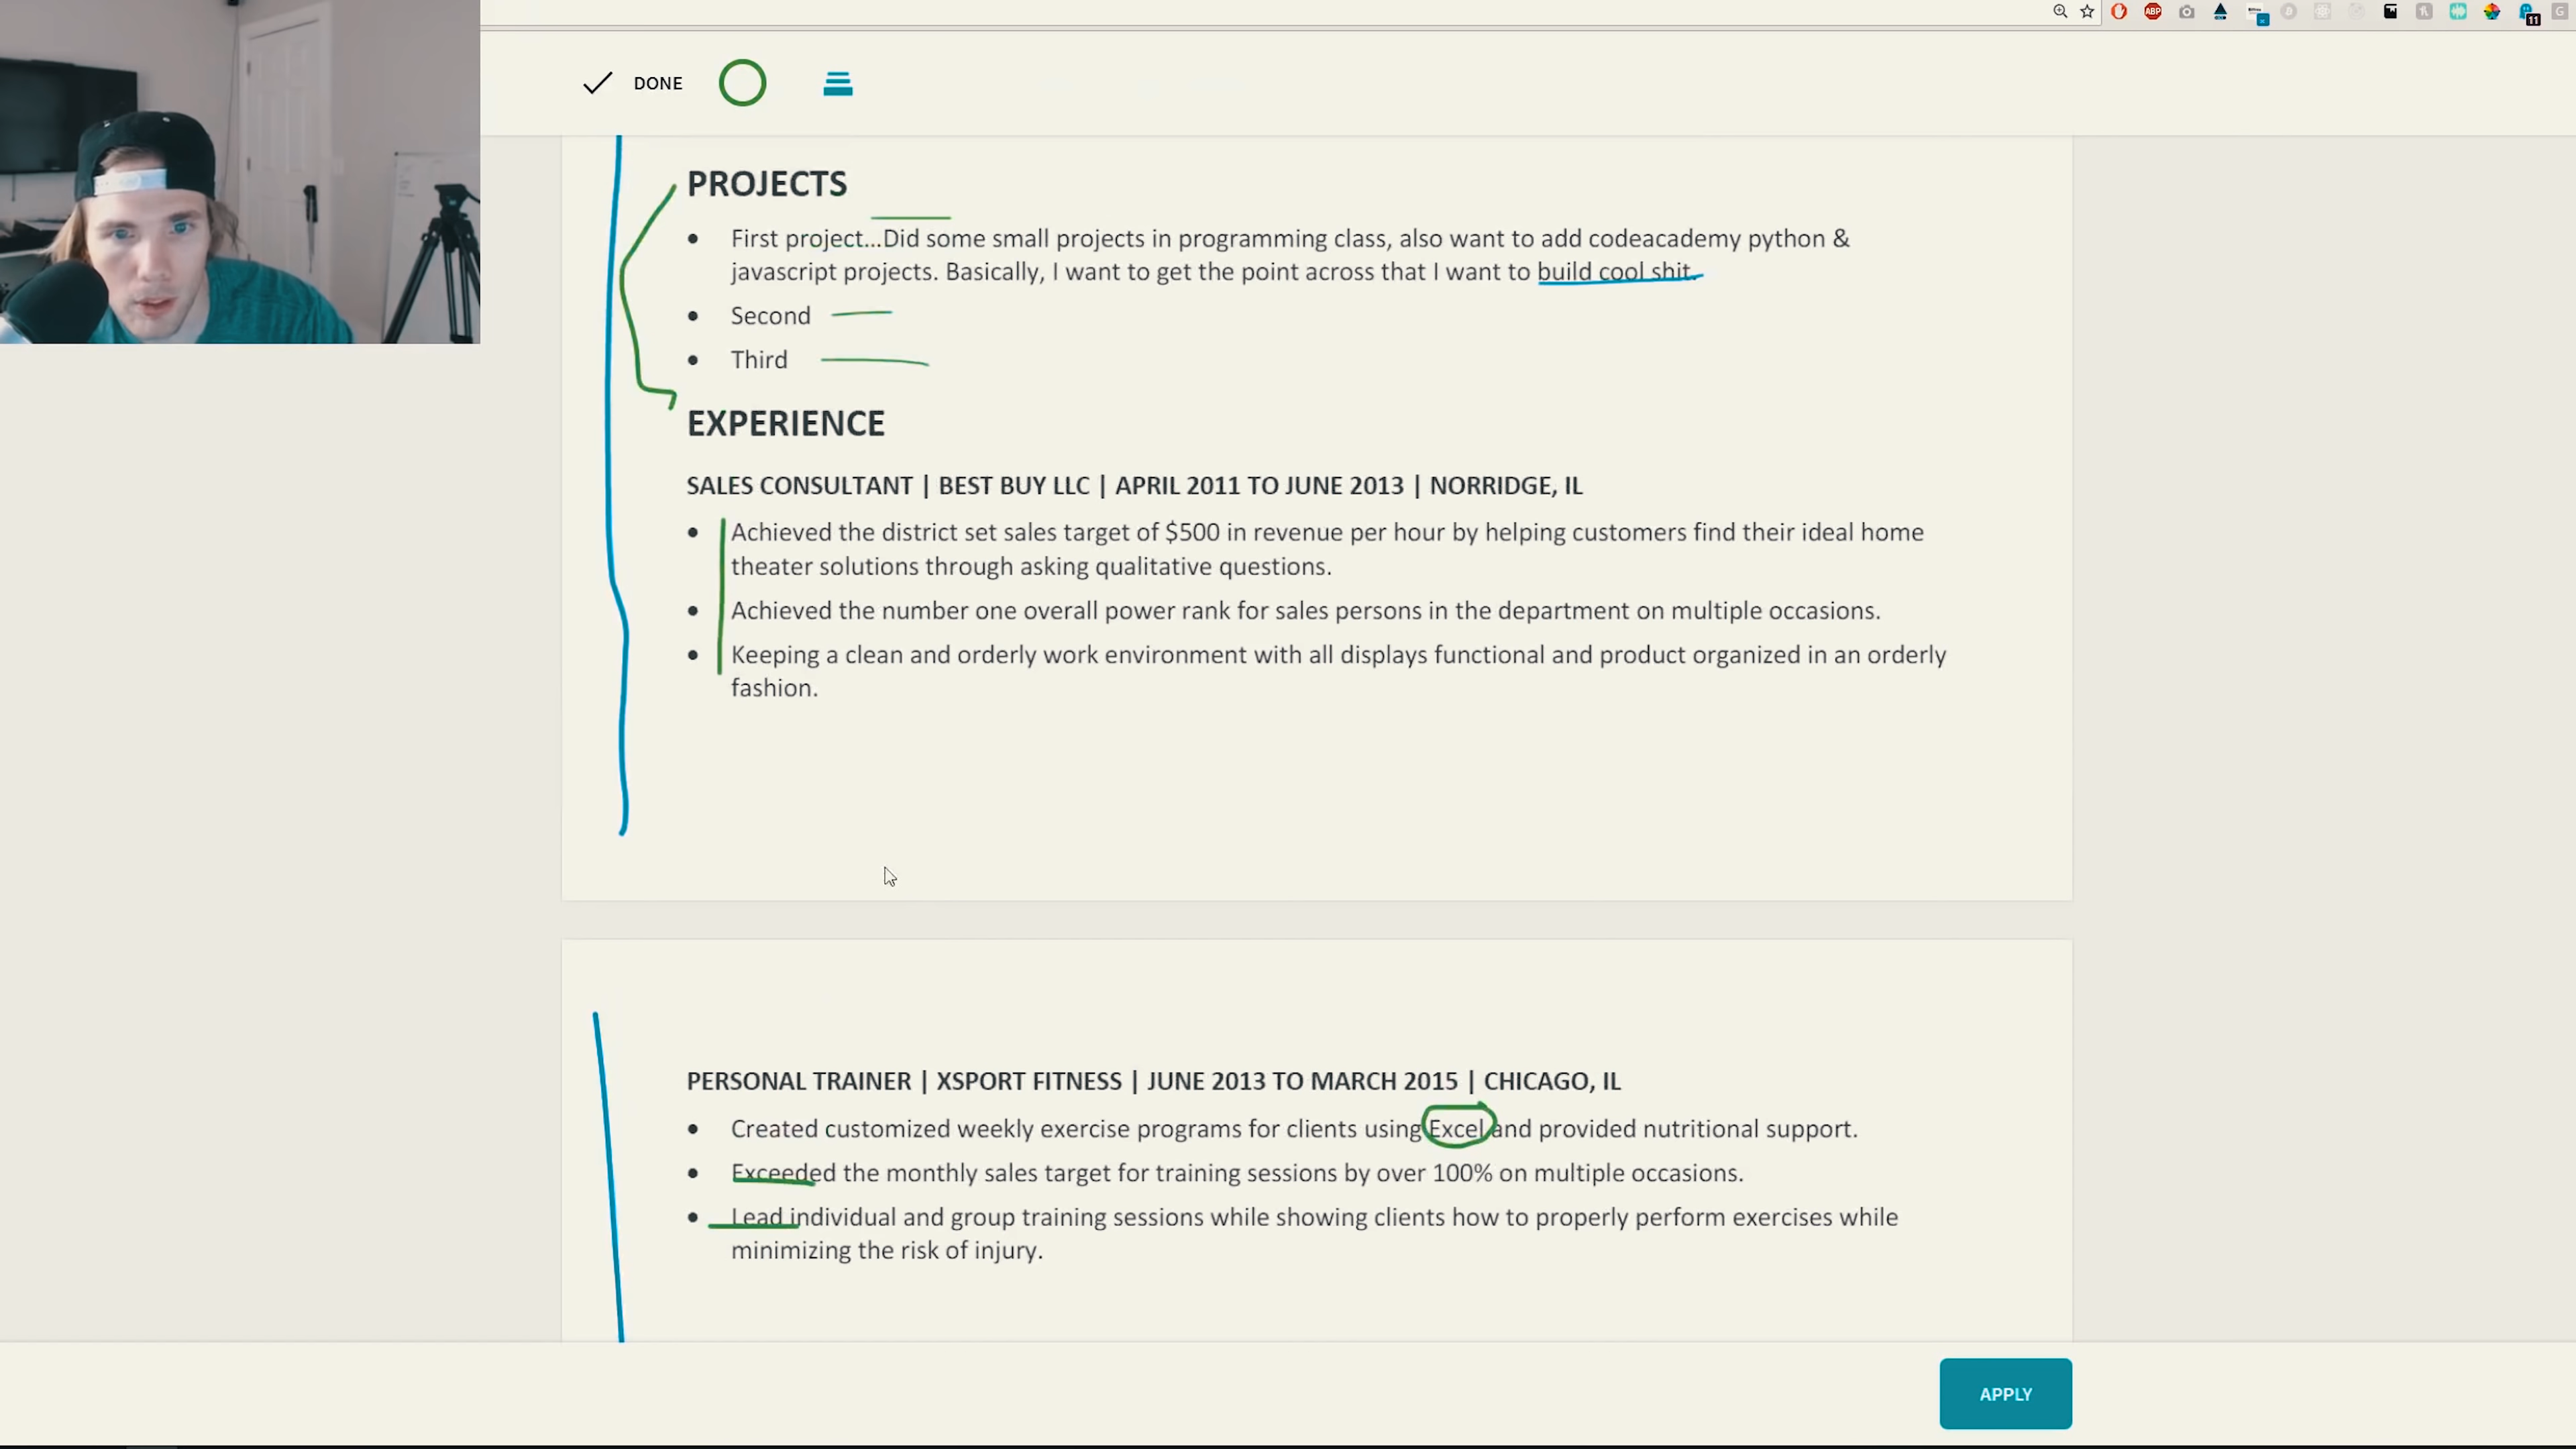 ABP
11
G
DONE
PROJECTS
First project...Did some small projects in programming class, also want to add codeacademy python &
javascript projects. Basically, I want to get the point across that I want to build cool shit.
Second
Third
EXPERIENCE
SALES CONSULTANT | BEST BUY LLC | APRIL 2011 TO JUNE 2013 | NORRIDGE, IL
Achieved the district set sales target of $500 in revenue per hour by helping customers find their ideal home
theater solutions through asking qualitative questions.
Achieved the number one overall power rank for sales persons in the department on multiple occasions.
Keeping a clean and orderly work environment with all displays functional and product organized in an orderly
fashion.
PERSONAL TRAINER | XSPORT FITNESS | JUNE 2013 TO MARCH 2015 | CHICAGO, IL
Created customized weekly exercise programs for clients using Excel and provided nutritional support.
Exceeded the monthly sales target for training sessions by over 100% on multiple occasions.
Lead individual and group training sessions while showing clients how to properly perform exercises while
minimizing the risk of injury.
APPLY